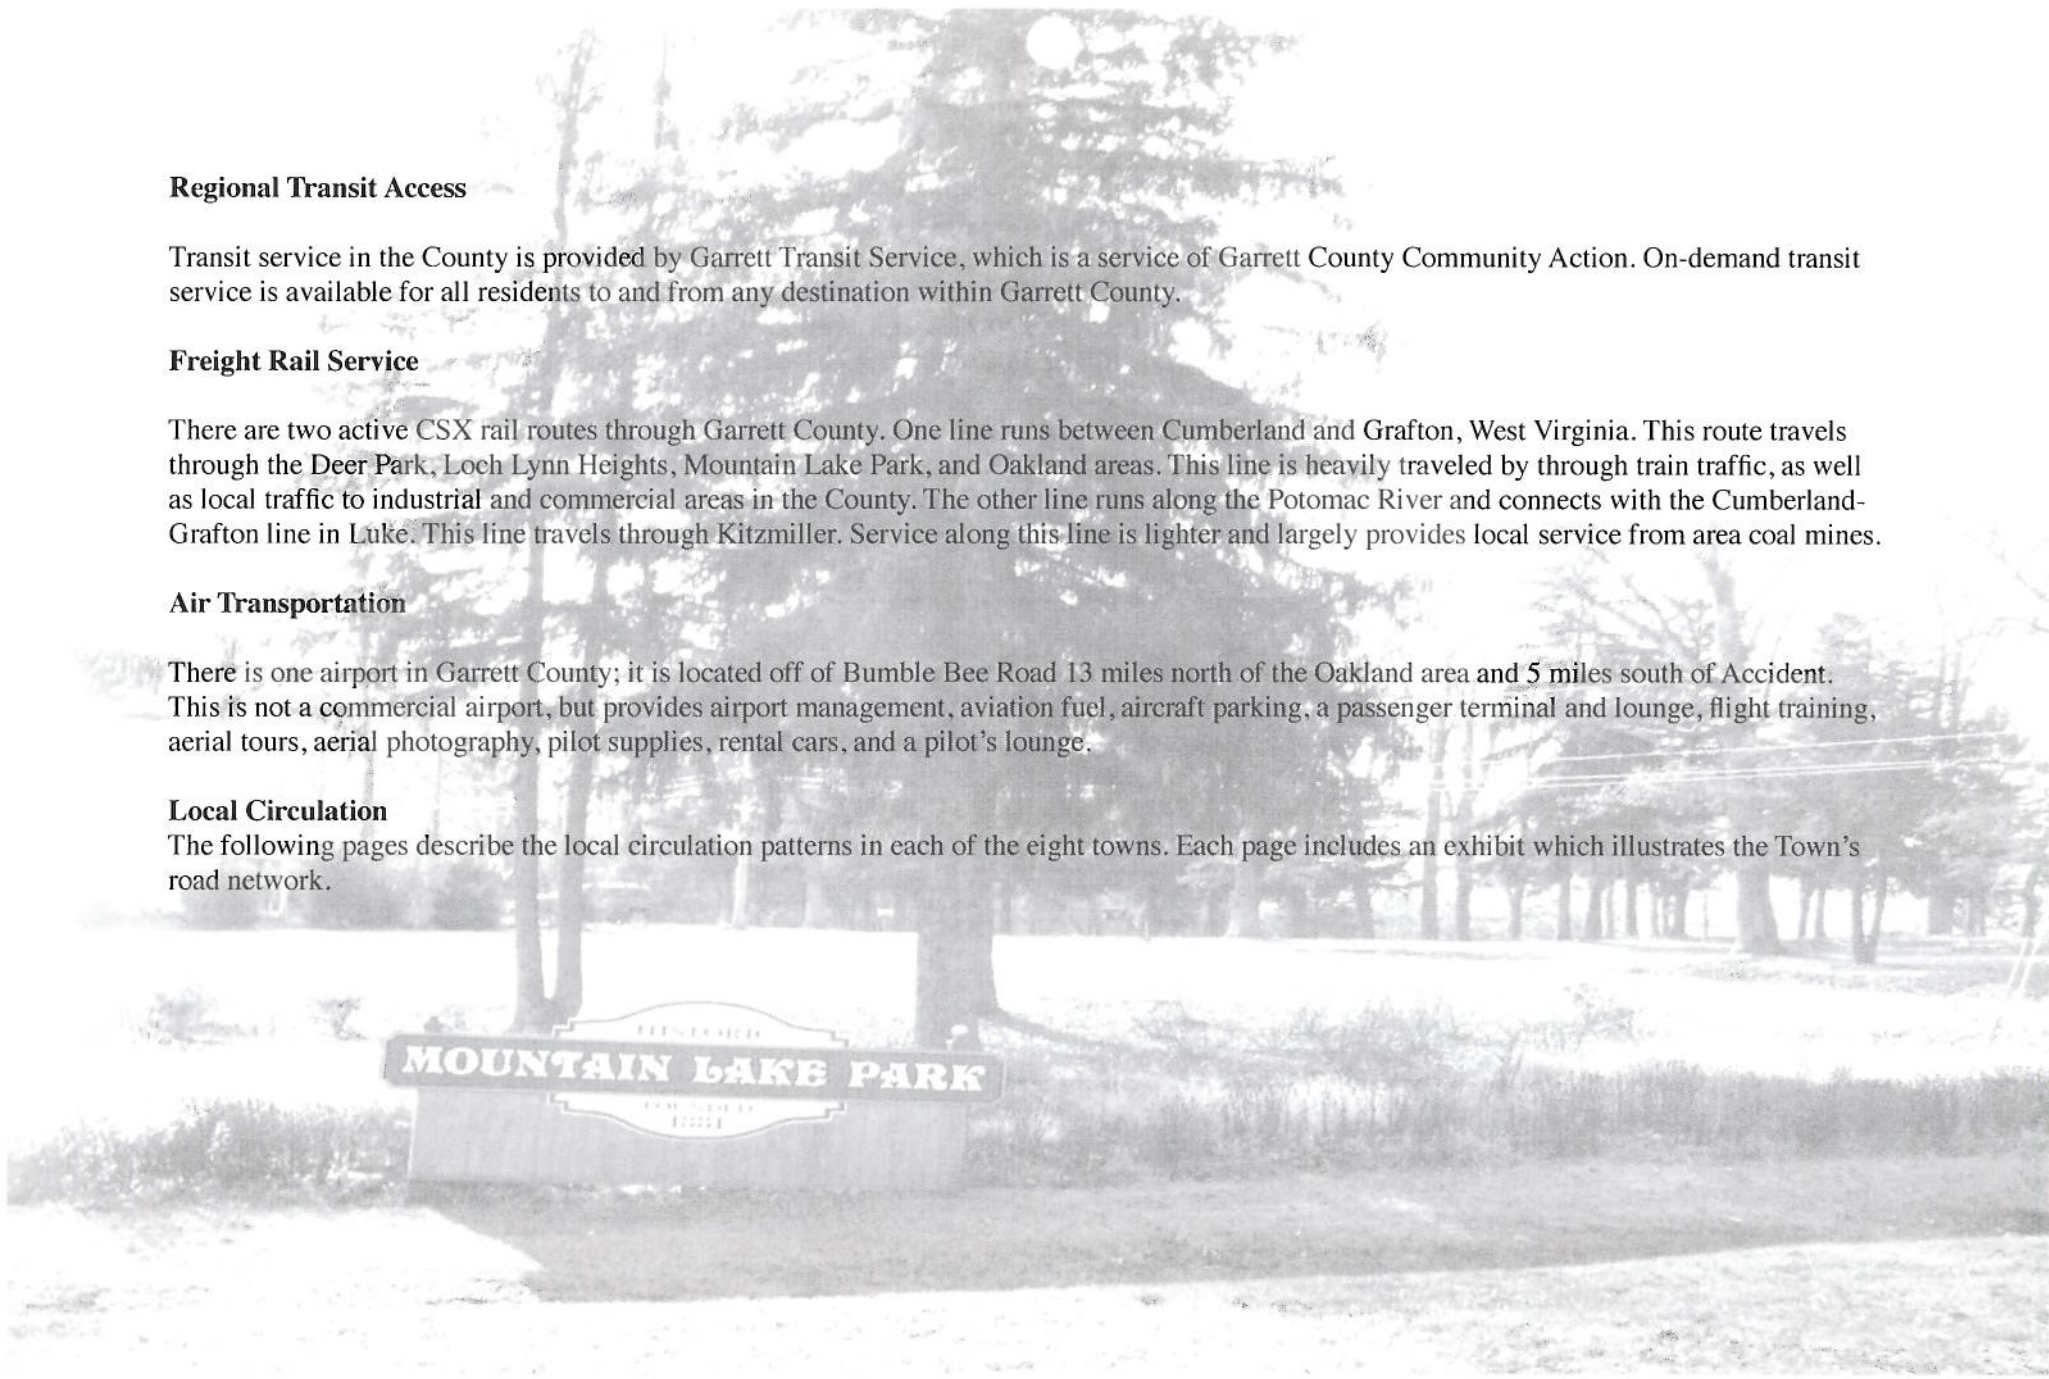 Regional Transit Access
Transit service in the County is provided by Garrett Transit Service, which is a service of Garrett County Community Action. On-demand transit
service is available for all residents to and from any destination within Garrett County.
Freight Rail Service
There are two active CSX rail routes through Garrett County. One line runs between Cumberland and Grafton, West Virginia. This route travels
through the Deer Park, Loch Lynn Heights, Mountain Lake Park, and Oakland areas. This line is heavily traveled by through train traffic, as well
as local traffic to industrial and commercial areas in the County. The other line runs along the Potomac River and connects with the Cumberland-
Grafton line in Luke. This line travels through Kitzmiller. Service along this line is lighter and largely provides local service from area coal mines.
Air Transportation
There is one airport in Garrett County; it is located off of Bumble Bee Road 13 miles north of the Oakland area and 5 miles south of Accident.
This is not a commercial airport, but provides airport management, aviation fuel, aircraft parking, a passenger terminal and lounge, flight training,
aerial tours, aerial photography, pilot supplies, rental cars, and a pilot's lounge.
Local Circulation
The following pages describe the local circulation patterns in each of the eight towns. Each page includes an exhibit which illustrates the Town's
road network.
HISTORIC
MOUNTAIN LAKE PARK
FOUNDED